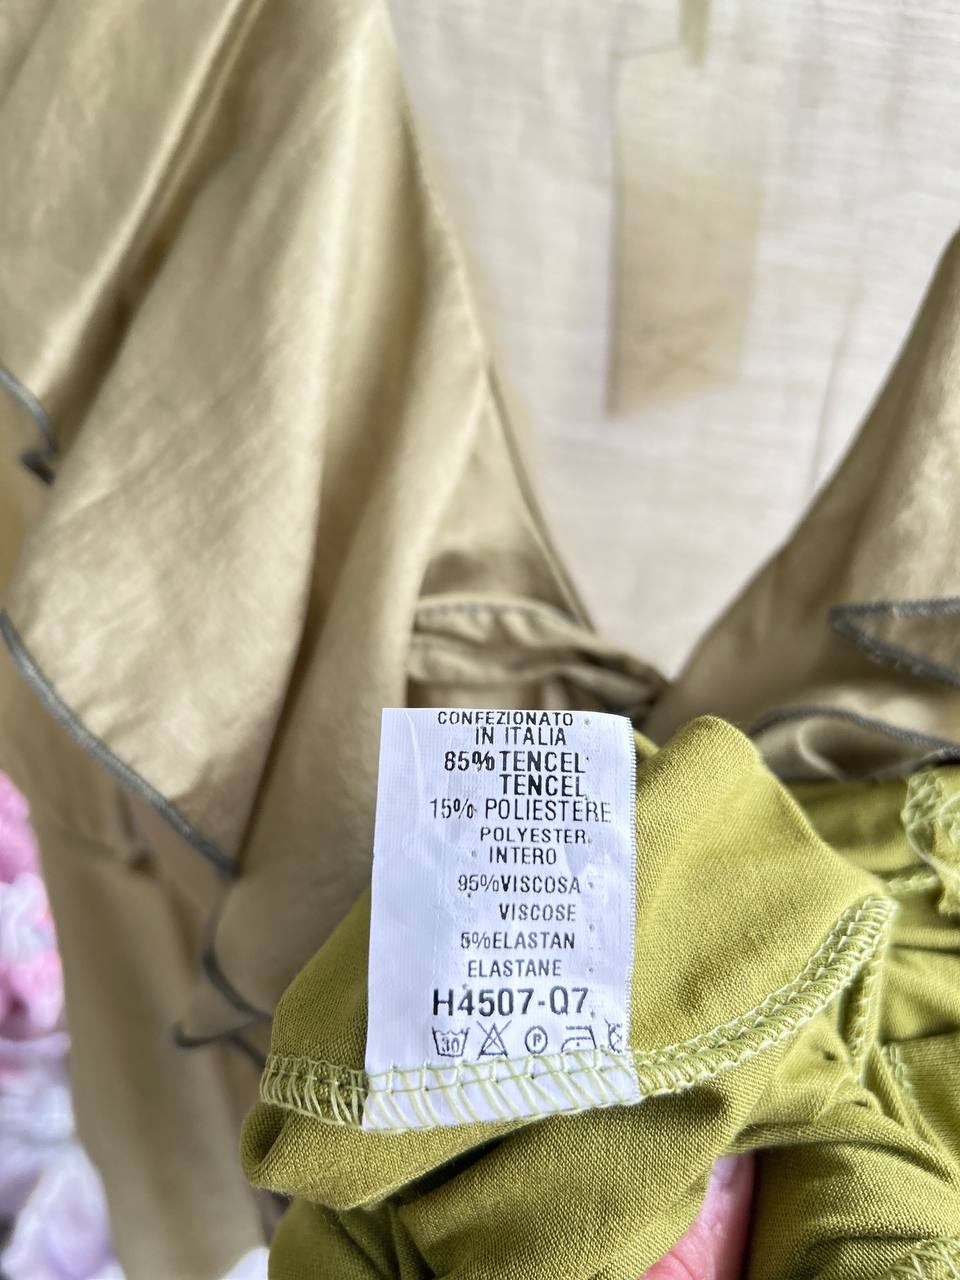 CONFEZIONATO
IN ITALIA
85% TENCEL
TENCEL
15% POLIESTERE
POLYESTER
INTERO
95%VISCOSA
VISCOSE
5%ELASTAN
ELASTANE
H4507-Q7
30 P